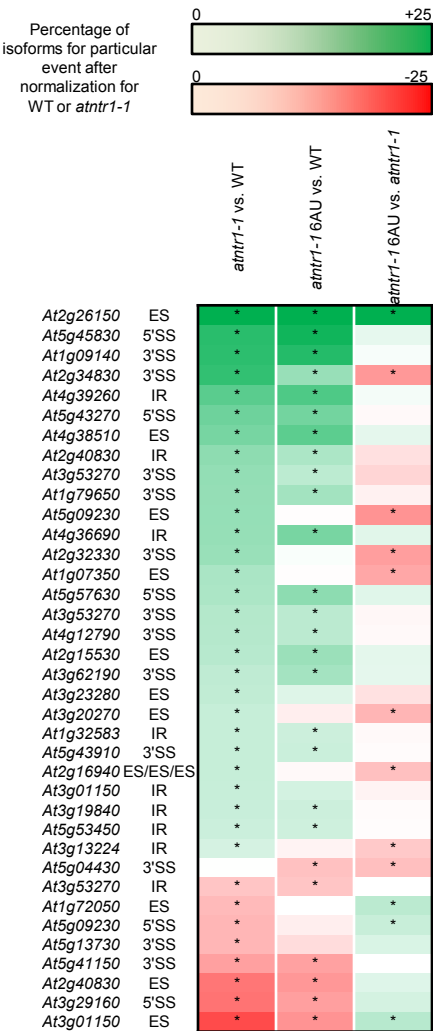 Percentage of
isoforms for particular
event after
normalization for
WT or atntr1-1
0 +25
0 -25
atntr1-1 vs. WT
atntr1-1 6AU vs. WT
atntr1-1 6AU vs. atntr1-1
At2g26150 ES * * *
At5g45830 5'SS * *
At1g09140 3'SS * *
At2g34830 3'SS * * *
At4g39260 IR * *
At5g43270 5'SS * *
At4g38510 ES * *
At2g40830 IR * *
At3g53270 3'SS * *
At1g79650 3'SS * *
At5g09230 ES * *
At4g36690 IR * *
At2g32330 3'SS * *
At1g07350 ES * *
At5g57630 5'SS * *
At3g53270 3'SS * *
At4g12790 3'SS * *
At2g15530 ES * *
At3g62190 3'SS * *
At3g23280 ES *
At3g20270 ES * *
At1g32583 IR * *
At5g43910 3'SS * *
At2g16940 ES/ES/ES * *
At3g01150 IR *
At3g19840 IR * *
At5g53450 IR * *
At3g13224 IR * *
At5g04430 3'SS * *
At3g53270 IR * *
At1g72050 ES * *
At5g09230 5'SS * *
At5g13730 3'SS *
At5g41150 3'SS * *
At2g40830 ES * *
At3g29160 5'SS * *
At3g01150 ES * * *